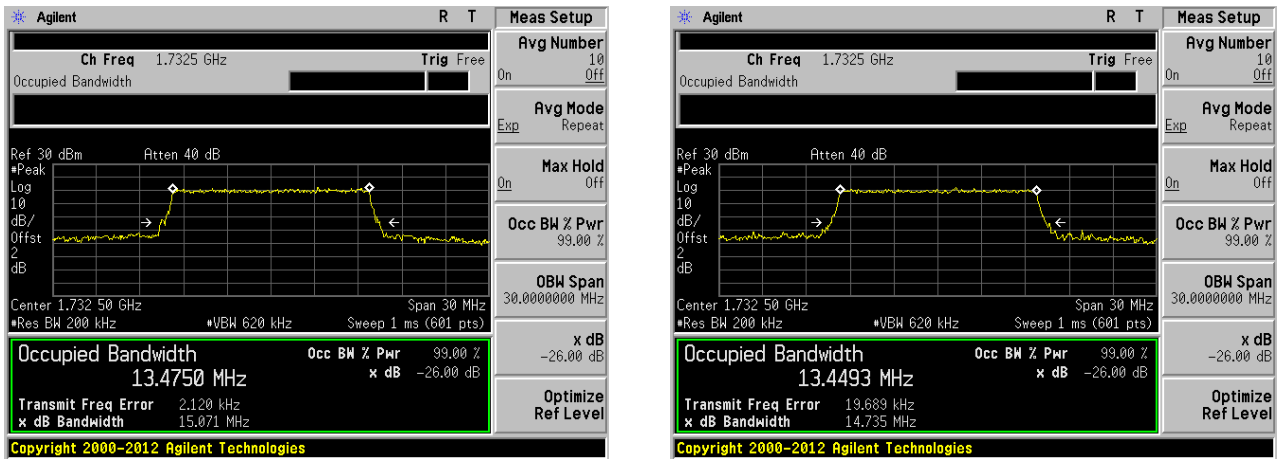 Agilent R T Meas Setup
Ch Freq 1.7325 GHz Trig Free
Occupied Bandwidth
Avg Number
10
On Off
Avg Mode
Exp Repeat
Ref 30 dBm Atten 40 dB
#Peak
Log
10
dB/
Offst
2
dB
Max Hold
On Off
Occ BW % Pwr
99.00 %
OBW Span
30.0000000 MHz
Center 1.732 50 GHz Span 30 MHz
#Res BW 200 kHz #VBW 620 kHz Sweep 1 ms (601 pts)
x dB
-26.00 dB
Occupied Bandwidth Occ BW % Pwr 99.00 %
13.4750 MHz x dB -26.00 dB
Transmit Freq Error 2.120 kHz
x dB Bandwidth 15.071 MHz
Optimize
Ref Level
Copyright 2000-2012 Agilent Technologies
Agilent R T Meas Setup
Ch Freq 1.7325 GHz Trig Free
Occupied Bandwidth
Avg Number
10
On Off
Avg Mode
Exp Repeat
Ref 30 dBm Atten 40 dB
#Peak
Log
10
dB/
Offst
2
dB
Max Hold
On Off
Occ BW % Pwr
99.00 %
OBW Span
30.0000000 MHz
Center 1.732 50 GHz Span 30 MHz
#Res BW 200 kHz #VBW 620 kHz Sweep 1 ms (601 pts)
x dB
-26.00 dB
Occupied Bandwidth Occ BW % Pwr 99.00 %
13.4493 MHz x dB -26.00 dB
Transmit Freq Error 19.689 kHz
x dB Bandwidth 14.735 MHz
Optimize
Ref Level
Copyright 2000-2012 Agilent Technologies